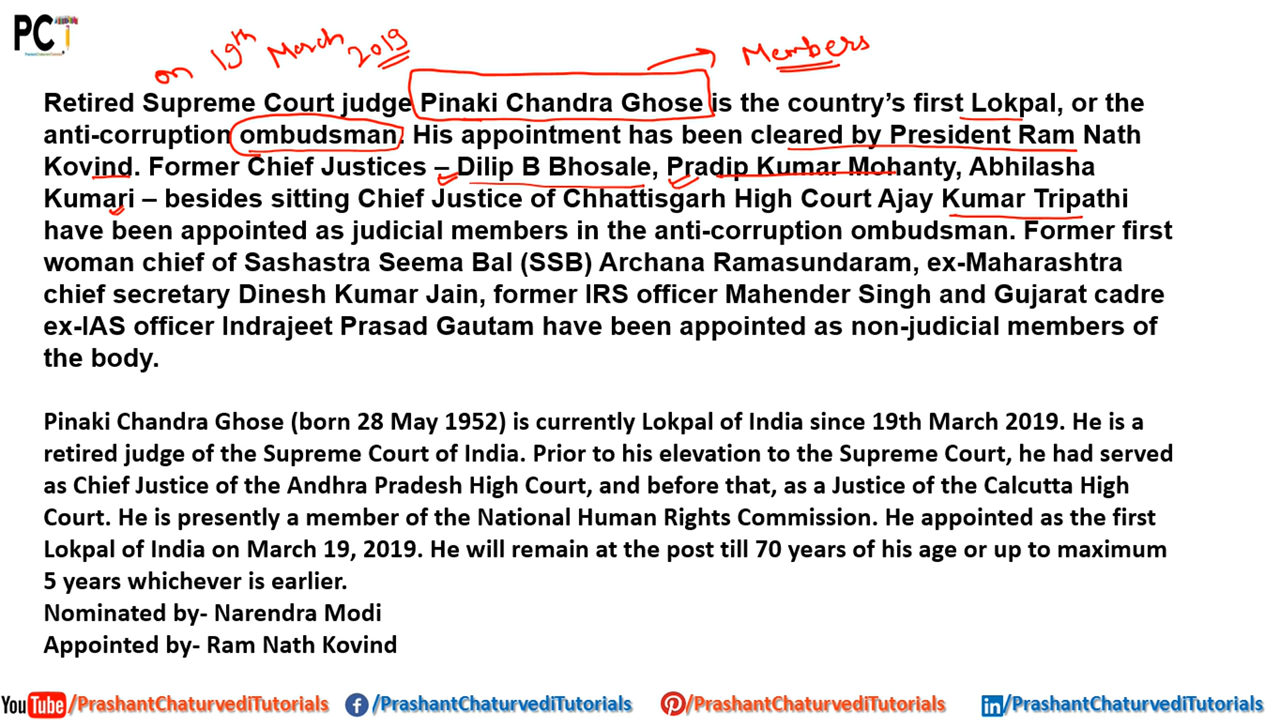 PCT
on 19th March 2019
Members
Retired Supreme Court judge Pinaki Chandra Ghose is the country's first Lokpal, or the
anti-corruption ombudsman. His appointment has been cleared by President Ram Nath
Kovind. Former Chief Justices – Dilip B Bhosale, Pradip Kumar Mohanty, Abhilasha
Kumari – besides sitting Chief Justice of Chhattisgarh High Court Ajay Kumar Tripathi
have been appointed as judicial members in the anti-corruption ombudsman. Former first
woman chief of Sashastra Seema Bal (SSB) Archana Ramasundaram, ex-Maharashtra
chief secretary Dinesh Kumar Jain, former IRS officer Mahender Singh and Gujarat cadre
ex-IAS officer Indrajeet Prasad Gautam have been appointed as non-judicial members of
the body.
Pinaki Chandra Ghose (born 28 May 1952) is currently Lokpal of India since 19th March 2019. He is a
retired judge of the Supreme Court of India. Prior to his elevation to the Supreme Court, he had served
as Chief Justice of the Andhra Pradesh High Court, and before that, as a Justice of the Calcutta High
Court. He is presently a member of the National Human Rights Commission. He appointed as the first
Lokpal of India on March 19, 2019. He will remain at the post till 70 years of his age or up to maximum
5 years whichever is earlier.
Nominated by- Narendra Modi
Appointed by- Ram Nath Kovind
YouTube /PrashantChaturvediTutorials f /PrashantChaturvediTutorials /PrashantChaturvediTutorials in /PrashantChaturvediTutorials